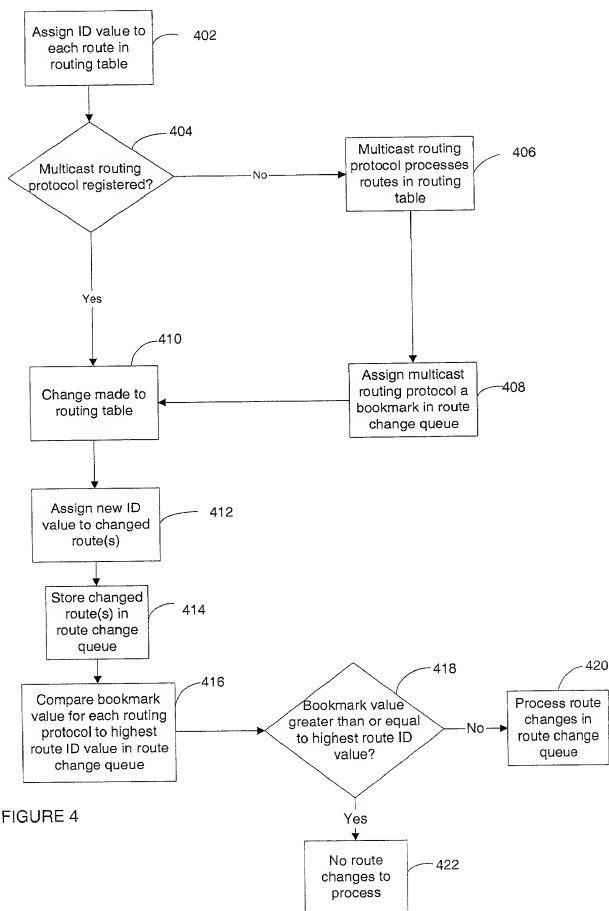 Assign ID value to
each route in
routing table
402
404
Multicast routing
protocol registered?
No
Multicast routing
protocol processes
routes in routing
table
406
Yes
410
Change made to
routing table
Assign multicast
routing protocol a
bookmark in route
change queue
408
Assign new ID
value to changed
route(s)
412
Store changed
route(s) in
route change
queue
414
416
Compare bookmark
value for each routing
protocol to highest
route ID value in route
change queue
418
Bookmark value
greater than or equal
to highest route ID
value?
No
420
Process route
changes in
route change
queue
FIGURE 4
Yes
No route
changes to
process
422